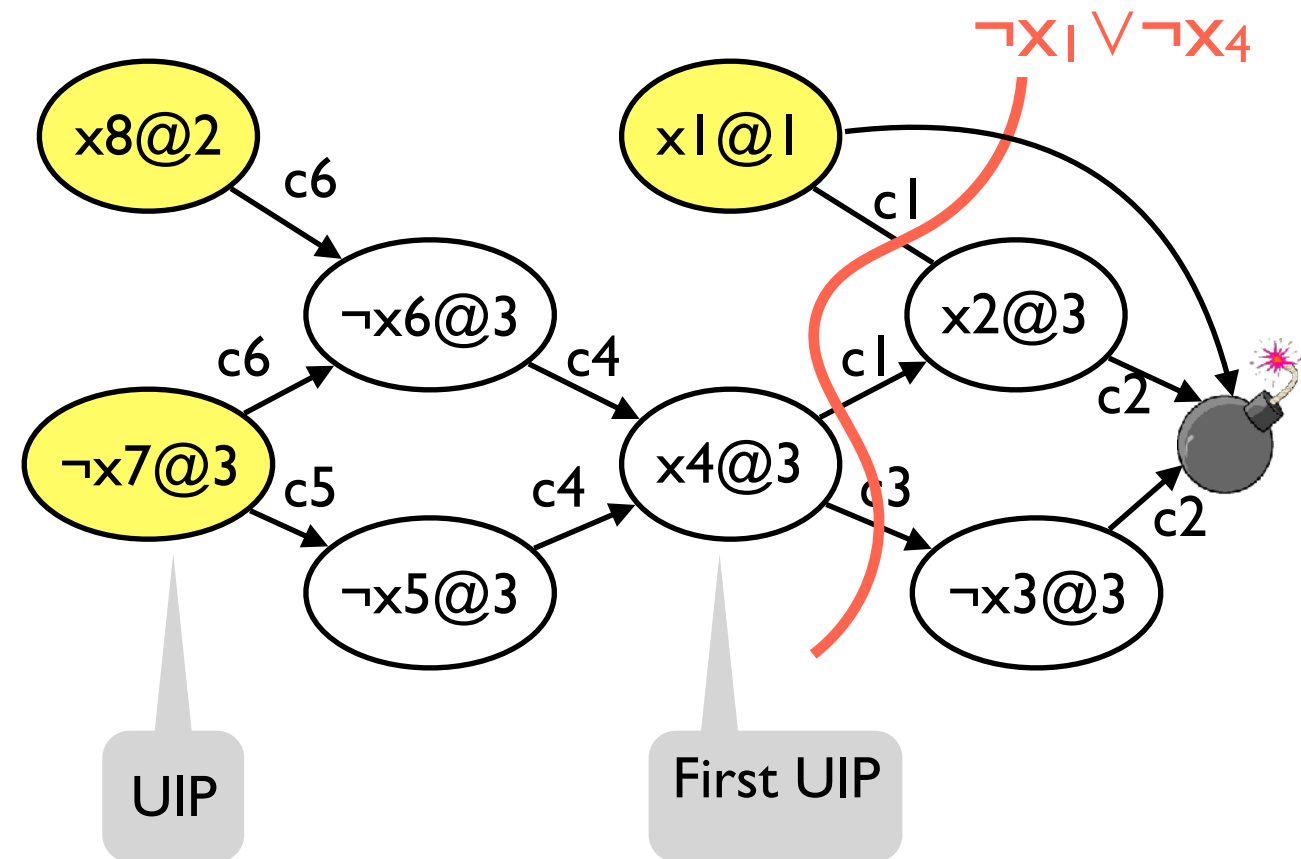 ¬x1 ∨ ¬x4
x8@2
x1@1
c6
c1
¬x6@3
x2@3
c6
c4
c1
c2
¬x7@3
x4@3
c5
c4
c3
c2
¬x5@3
¬x3@3
UIP
First UIP